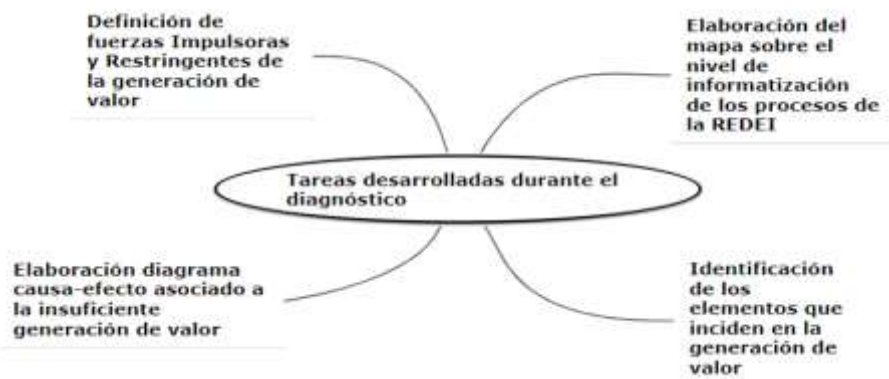 Definición de
fuerzas Impulsoras
y Restringentes de
la generación de
valor
Elaboración del
mapa sobre el
nivel de
informatización
de los procesos de
la REDEI
Tareas desarrolladas durante el
diagnóstico
Elaboración diagrama
causa-efecto asociado a
la insuficiente
generación de valor
Identificación
de los
elementos que
inciden en la
generación de
valor